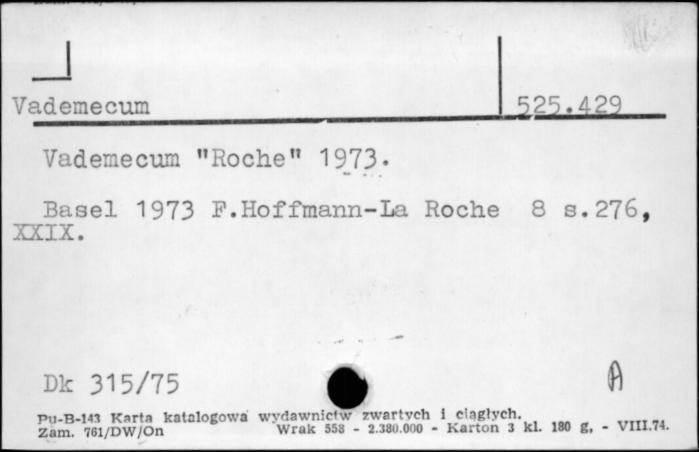 Vademecum 525.429
Vademecum "Roche" 1973.
Basel 1973 F.Hoffmann-La Roche 8 s.276,
XXIX.
Dk 315/75 A
Pu-B-143 Karta katalogowa wydawnictw zwartych i ciągłych.
Zam. 761/DW/On Wrak 558 - 2.380.000 - Karton 3 kl. 180 g, - VIII.74.